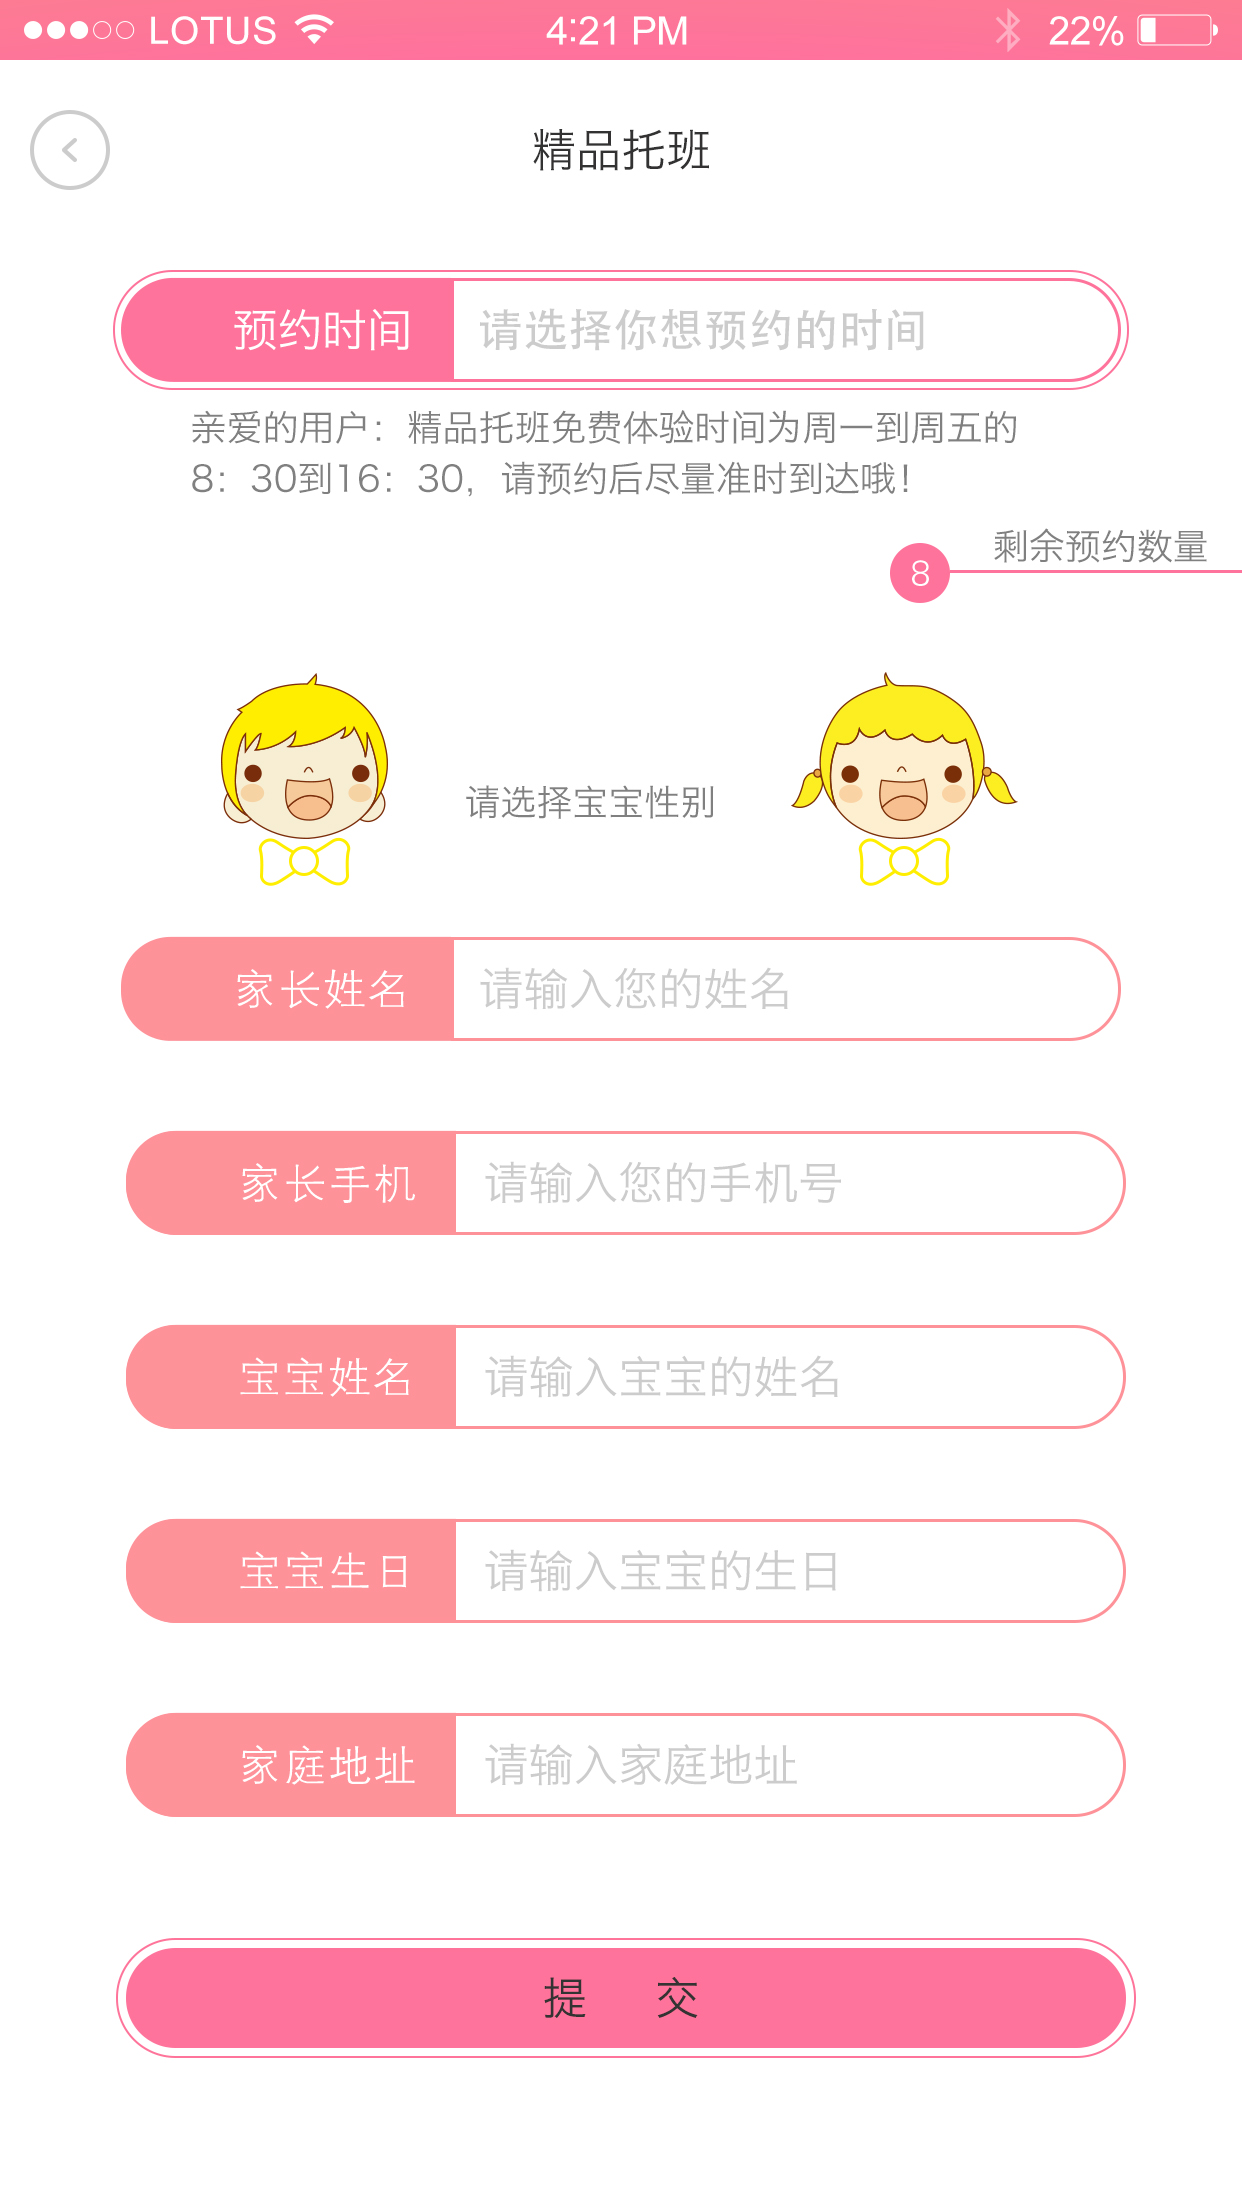 LOTUS 4:21 PM 22%
精品托班
预约时间 请选择你想预约的时间
亲爱的用户：精品托班免费体验时间为周一到周五的
8：30到16：30，请预约后尽量准时到达哦！
剩余预约数量
8
请选择宝宝性别
家长姓名 请输入您的姓名
家长手机 请输入您的手机号
宝宝姓名 请输入宝宝的姓名
宝宝生日 请输入宝宝的生日
家庭地址 请输入家庭地址
提 交